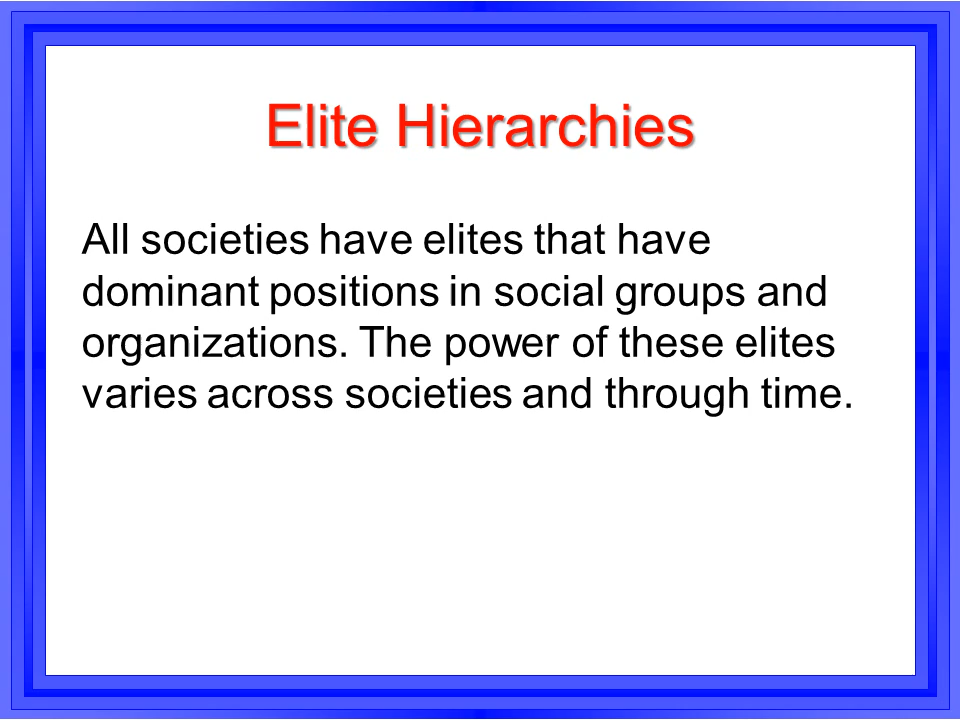 Elite Hierarchies
All societies have elites that have
dominant positions in social groups and
organizations. The power of these elites
varies across societies and through time.